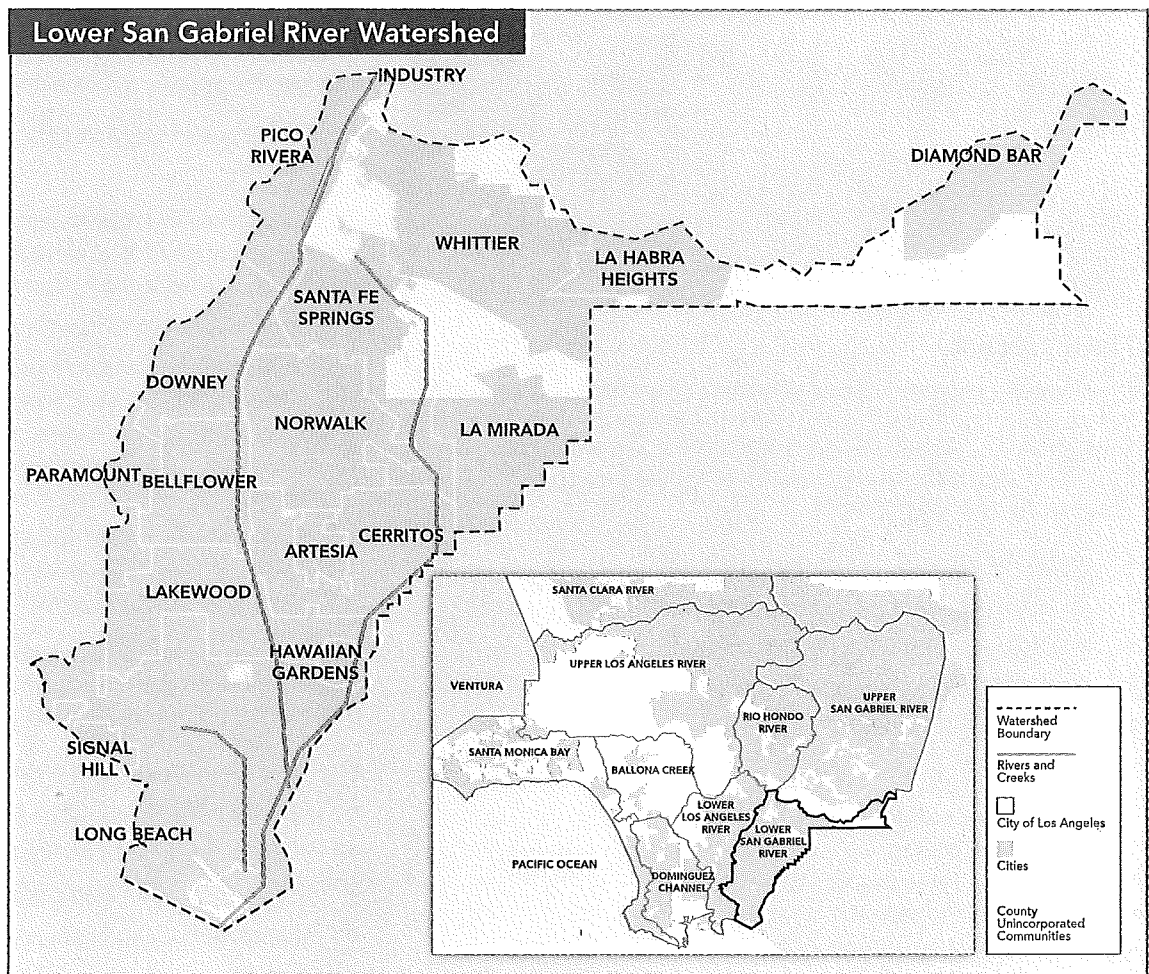 Lower San Gabriel River Watershed
INDUSTRY
PICO
RIVERA
DIAMOND BAR
WHITTIER
LA HABRA
HEIGHTS
SANTA FE
SPRINGS
DOWNEY
NORWALK
LA MIRADA
PARAMOUNT
BELLFLOWER
CERRITOS
ARTESIA
LAKEWOOD
HAWAIIAN
GARDENS
SIGNAL
HILL
LONG BEACH
SANTA CLARA RIVER
UPPER LOS ANGELES RIVER
VENTURA
UPPER
SAN GABRIEL RIVER
RIO HONDO
RIVER
SANTA MONICA BAY
BALLONA CREEK
LOWER
LOS ANGELES
RIVER
LOWER
SAN GABRIEL
RIVER
PACIFIC OCEAN
DOMINGUEZ
CHANNEL
Watershed
Boundary
Rivers and
Creeks
City of Los Angeles
Cities
County
Unincorporated
Communities